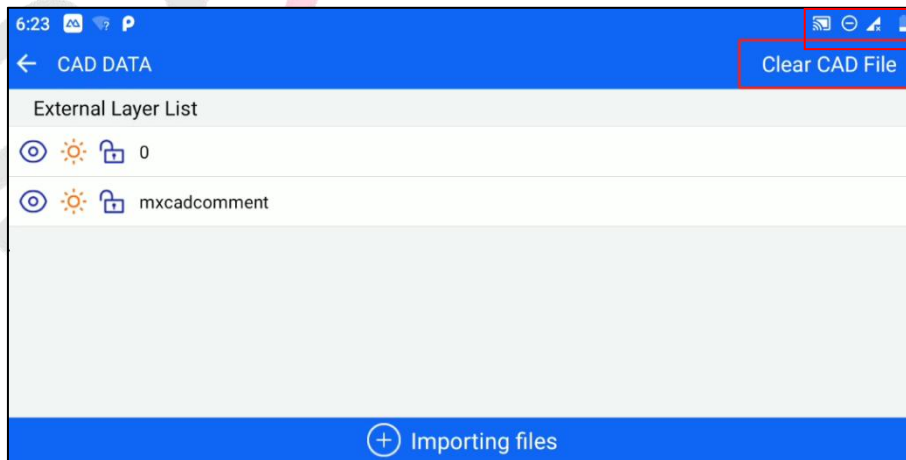 6:23
CAD DATA
Clear CAD File
External Layer List
0
mxcadcomment
Importing files